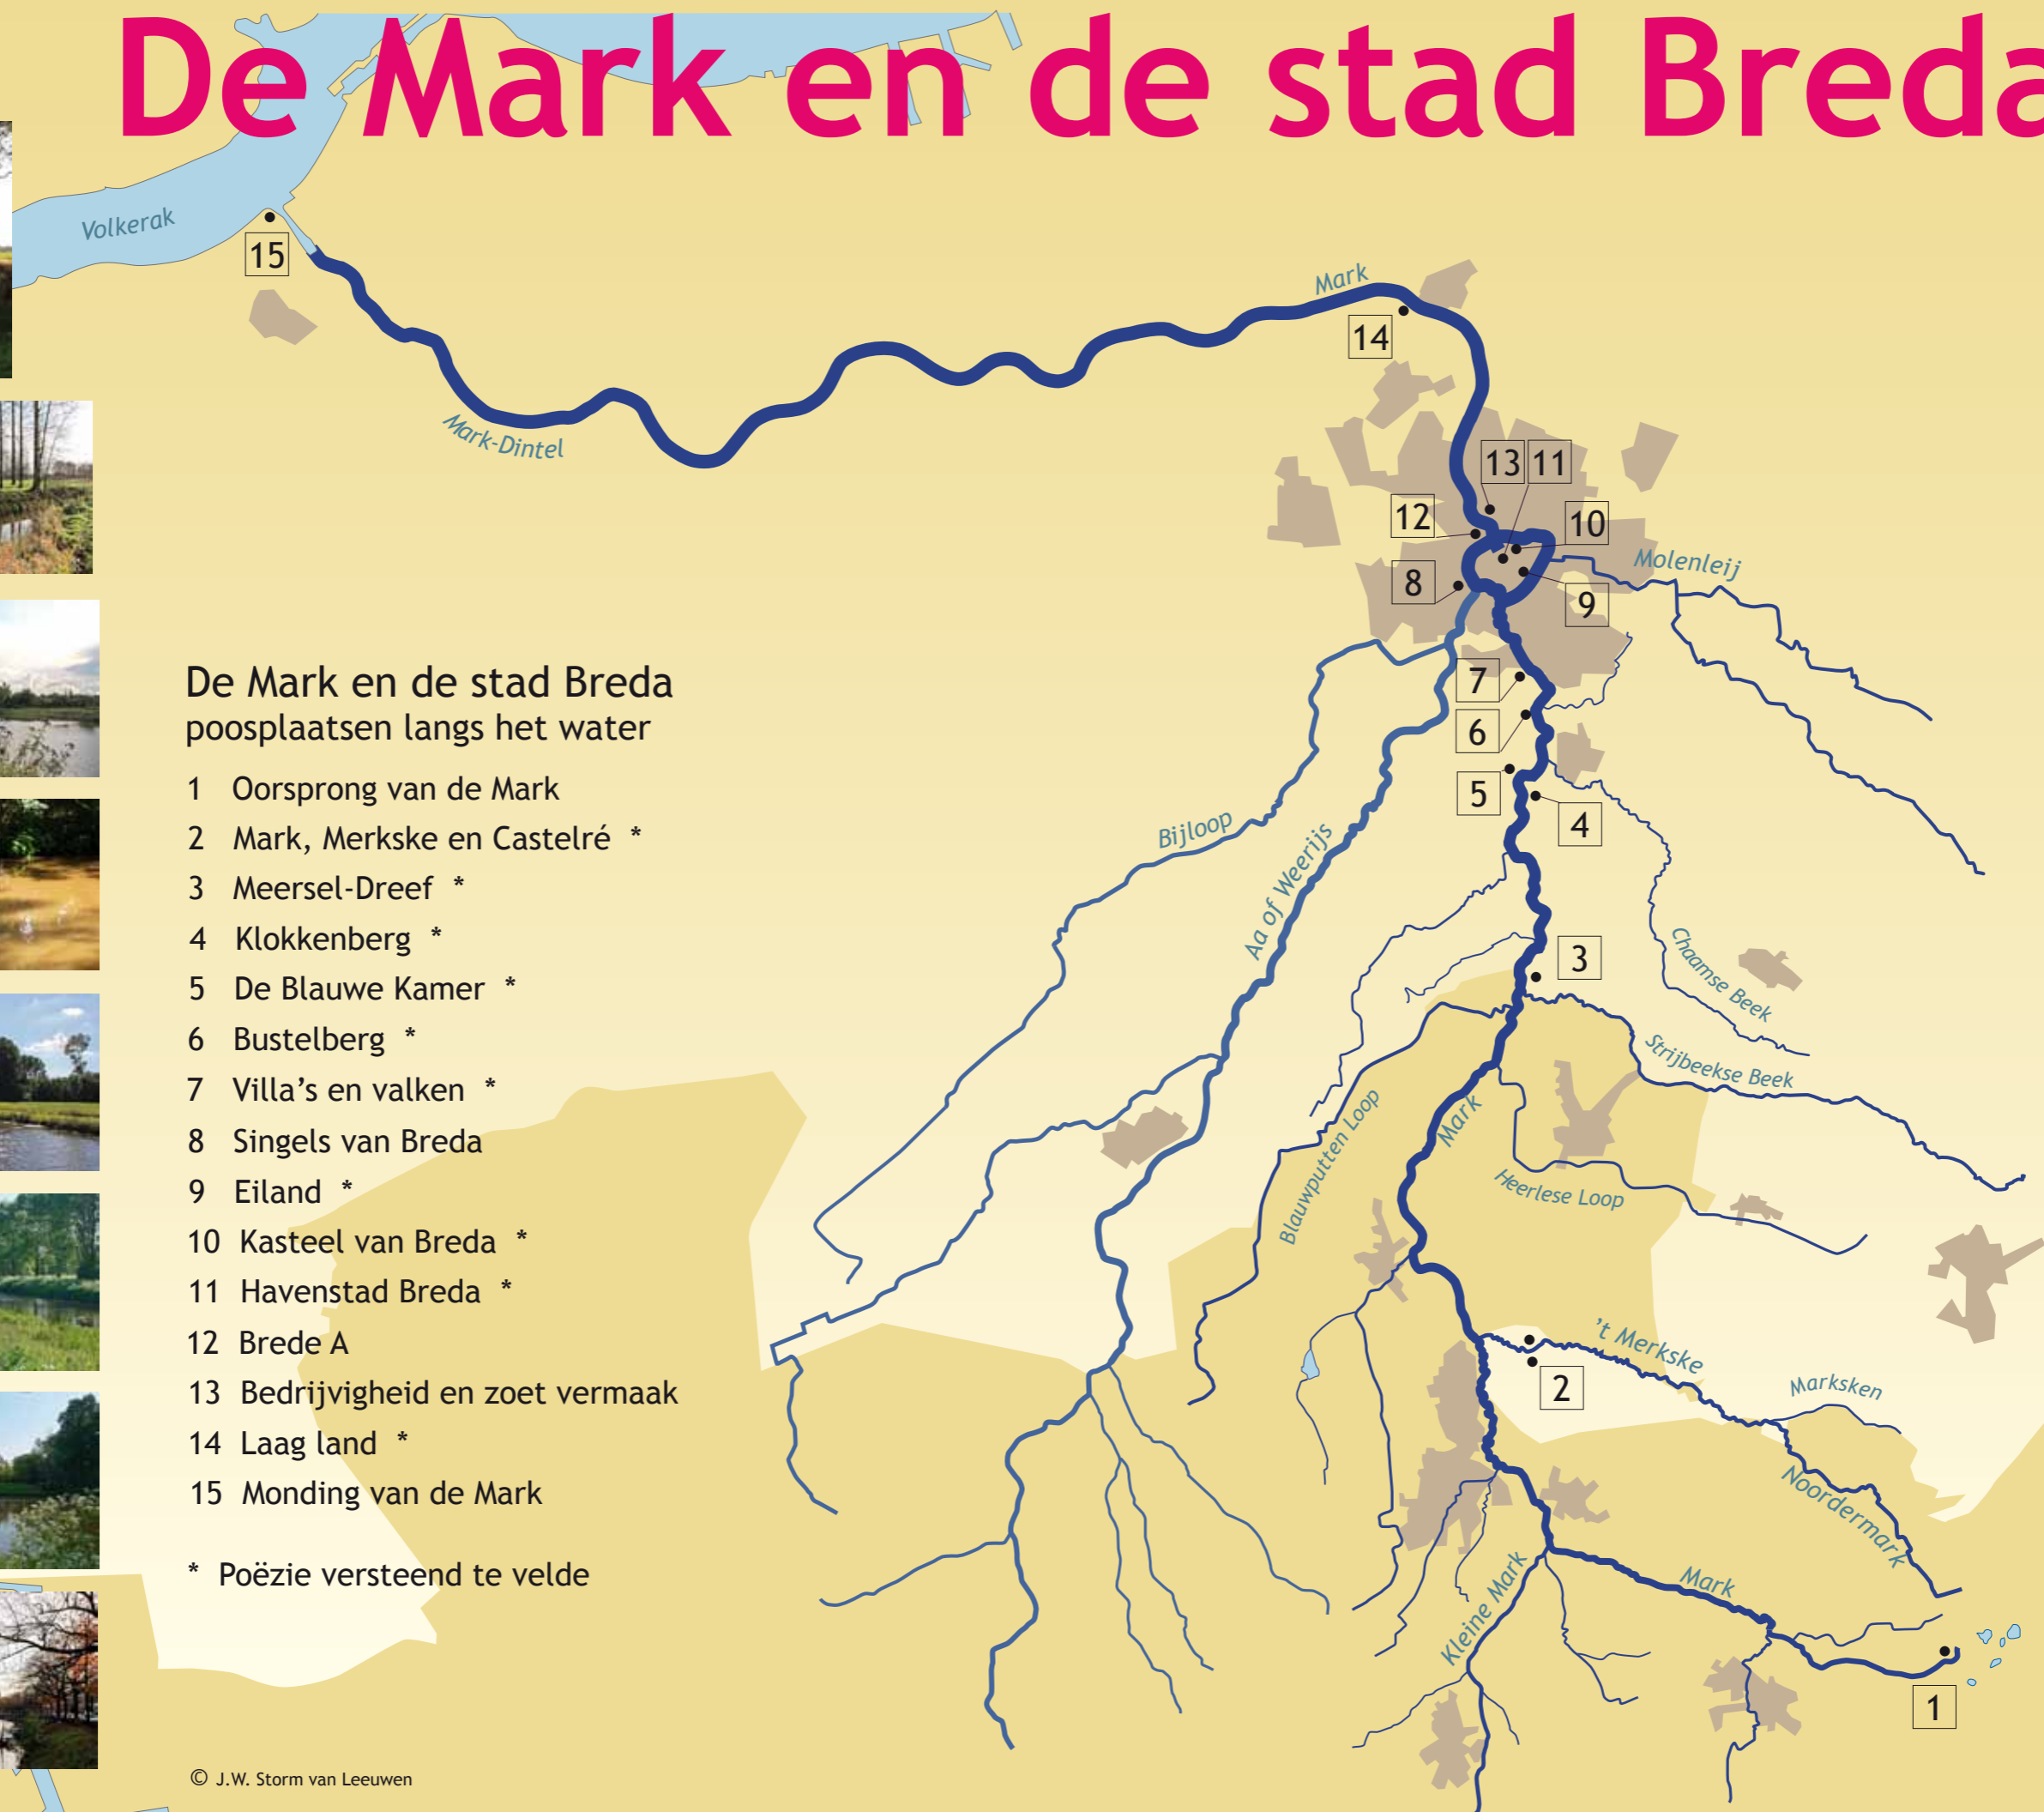 De Mark en de stad Breda
Volkerak
15
Mark
14
Mark-Dintel
13
11
12
10
8
Molenleij
9
7
6
5
4
Bijloop
Aa of Weerijs
3
Chaamse Beek
Strijbeekse Beek
Blauwputten Loop
Mark
Heerlese Loop
't Merkske
2
Marksken
Noordermark
Kleine Mark
Mark
1
De Mark en de stad Breda
poosplaatsen langs het water
1 Oorsprong van de Mark
2 Mark, Merkske en Castelré *
3 Meersel-Dreef *
4 Klokkenberg *
5 De Blauwe Kamer *
6 Bustelberg *
7 Villa’s en valken *
8 Singels van Breda
9 Eiland *
10 Kasteel van Breda *
11 Havenstad Breda *
12 Brede A
13 Bedrijvigheid en zoet vermaak
14 Laag land *
15 Monding van de Mark
* Poëzie versteend te velde
© J.W. Storm van Leeuwen